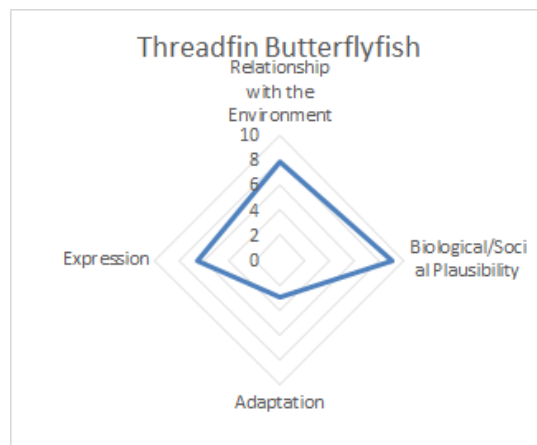 Threadfin Butterflyfish
Relationship
with the
Environment
10
8
6
4
2
0
Expression
Biological/Soci
al Plausibility
Adaptation